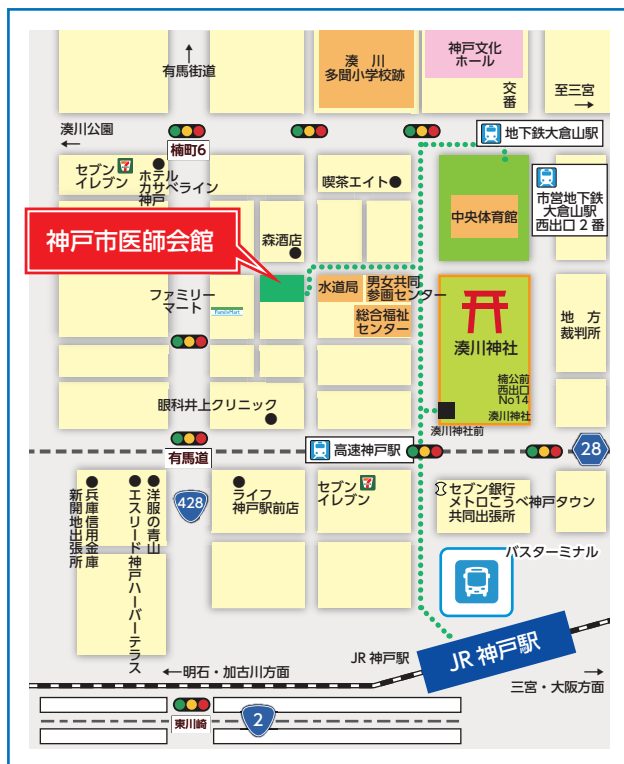 湊 川
多聞小学校跡
神戸文化
ホール
有馬街道
交
番
至三宮
湊川公園
楠町6
地下鉄大倉山駅
セブン
イレブン
ホテル
カサベライン
神戸
喫茶エイト
市営地下鉄
大倉山駅
西出口 2 番
中央体育館
神戸市医師会館
森酒店
ファミリー
マート
FamilyMart
水道局
男女共同
参画センター
総合福祉
センター
湊川神社
地 方
裁判所
楠公前
西出口
No14
湊川神社
湊川神社前
眼科井上クリニック
有馬道
高速神戸駅
28
兵庫信用金庫
新開地出張所
洋服の青山
エスリード神戸ハーバーテラス
428
ライフ
神戸駅前店
セブン
イレブン
セブン銀行
メトロこうべ神戸タウン
共同出張所
バスターミナル
JR 神戸駅
JR 神戸駅
明石・加古川方面
三宮・大阪方面
東川崎
2